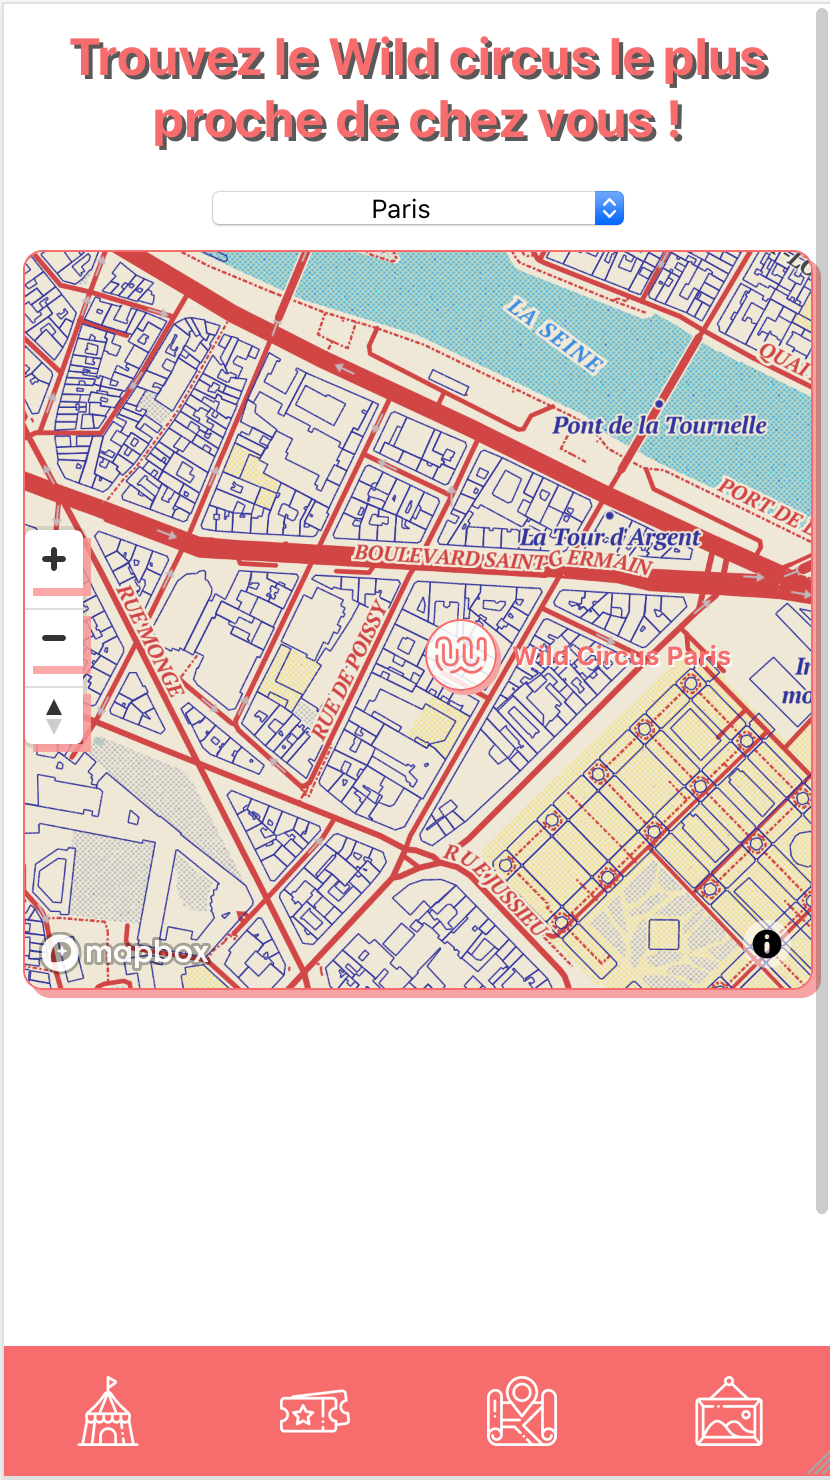 Trouvez le Wild circus le plus
proche de chez vous !
Paris
LA SEINE
QUAI
Pont de la Tournelle
PORT DE
La Tour d'Argent
BOULEVARD SAINT GERMAIN
RUE MONGE
RUE DE POISSY
Wild Circus Paris
RUE JUSSIEU
mapbox